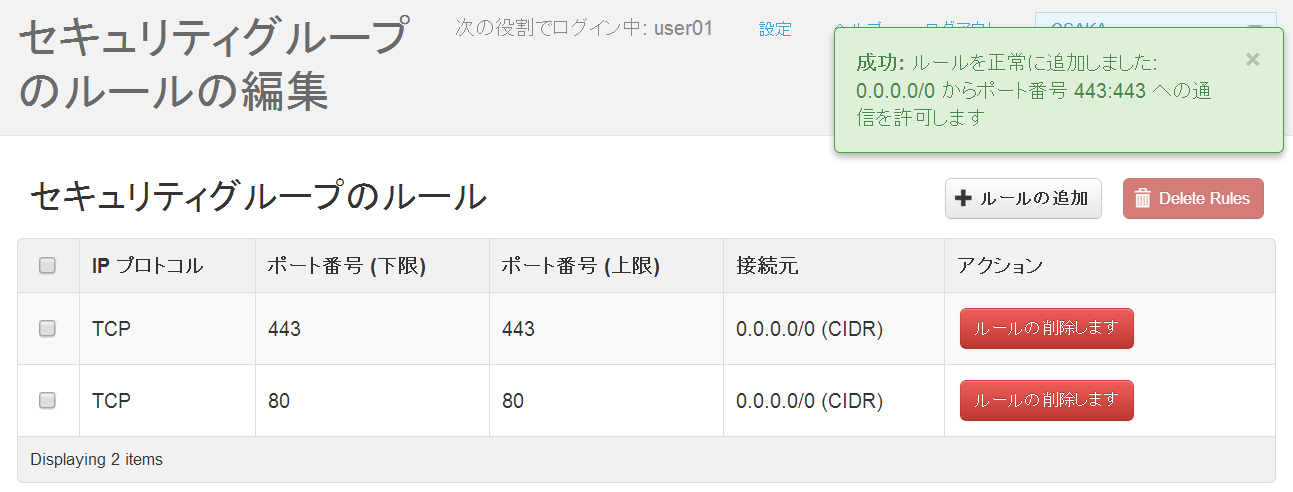 セキュリティグループ
のルールの編集
次の役割でログイン中: user01 設定
成功: ルールを正常に追加しました: ×
0.0.0.0/0 からポート番号 443:443 への通
信を許可します
セキュリティグループのルール
ルールの追加 Delete Rules
IP プロトコル ポート番号 (下限) ポート番号 (上限) 接続元 アクション
TCP 443 443 0.0.0.0/0 (CIDR) ルールの削除します
TCP 80 80 0.0.0.0/0 (CIDR) ルールの削除します
Displaying 2 items